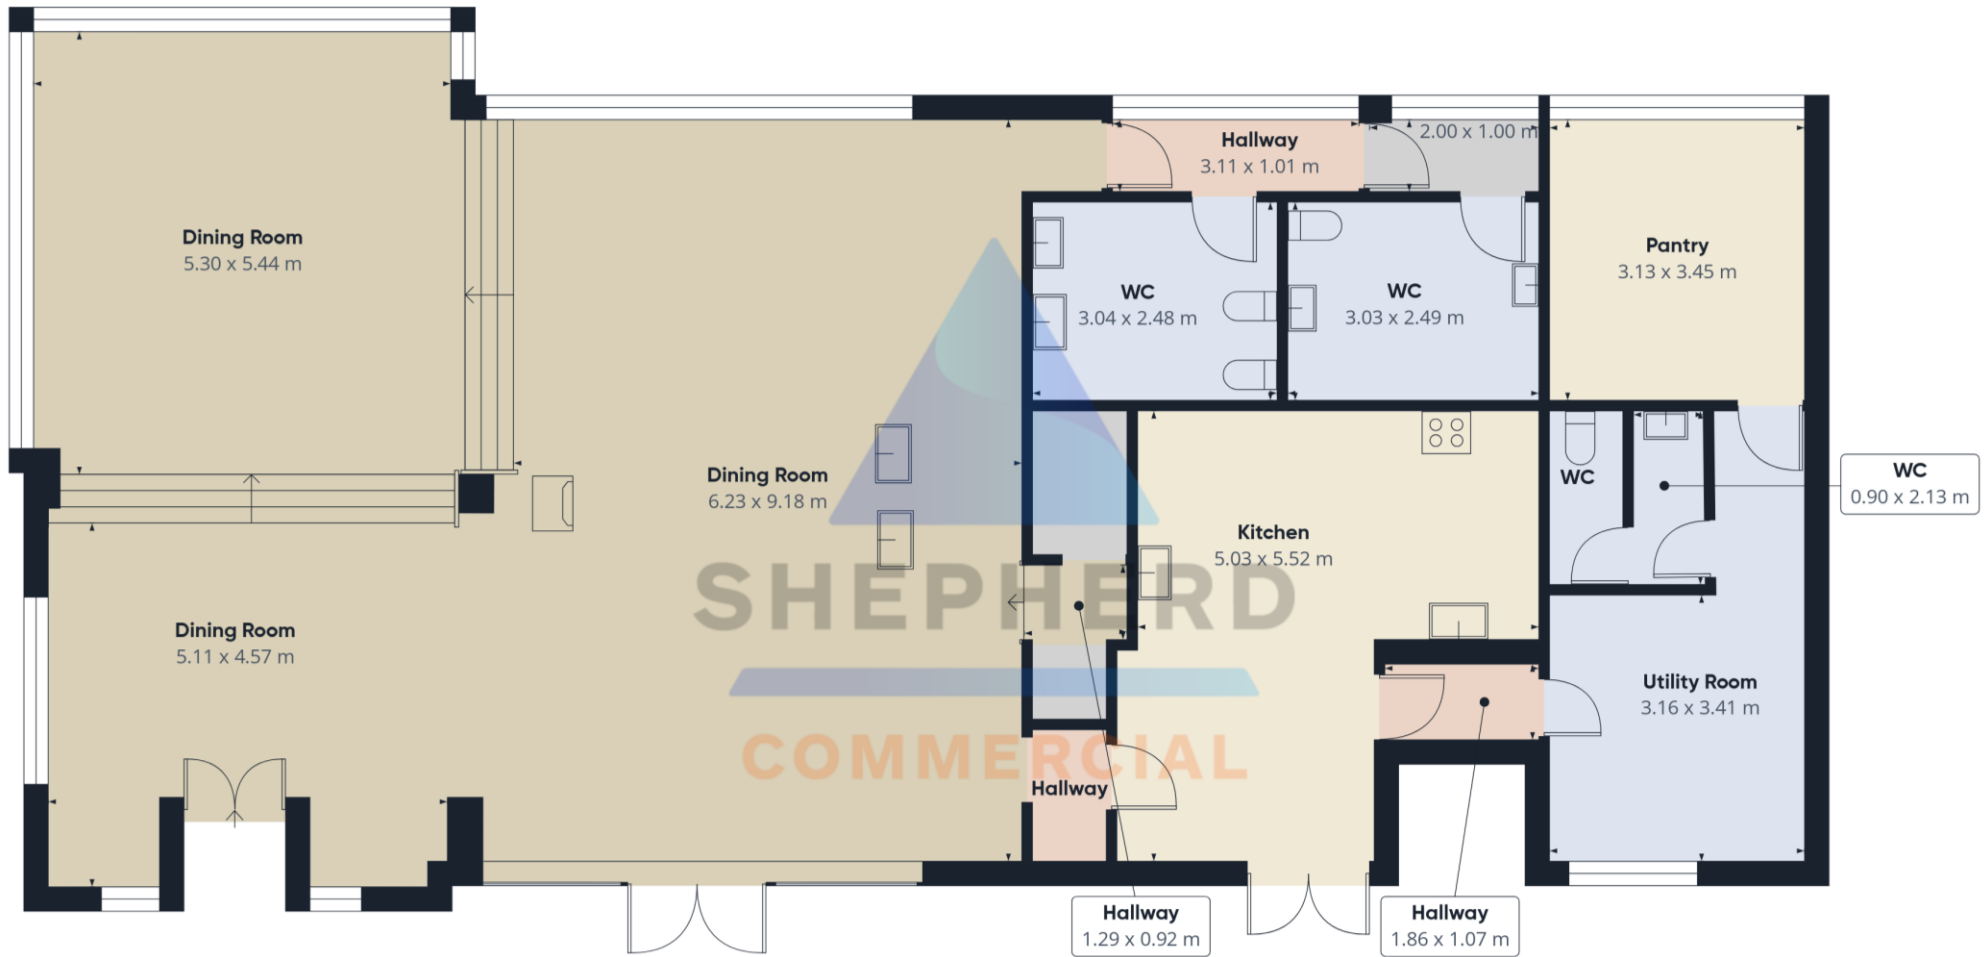 2.00 x 1.00 m
Hallway
3.11 x 1.01 m
Dining Room
5.30 x 5.44 m
Pantry
3.13 x 3.45 m
WC
3.04 x 2.48 m
WC
3.03 x 2.49 m
Dining Room
6.23 x 9.18 m
WC
WC
0.90 x 2.13 m
Kitchen
5.03 x 5.52 m
SHEPHERD
COMMERCIAL
Dining Room
5.11 x 4.57 m
Utility Room
3.16 x 3.41 m
Hallway
Hallway
1.29 x 0.92 m
Hallway
1.86 x 1.07 m